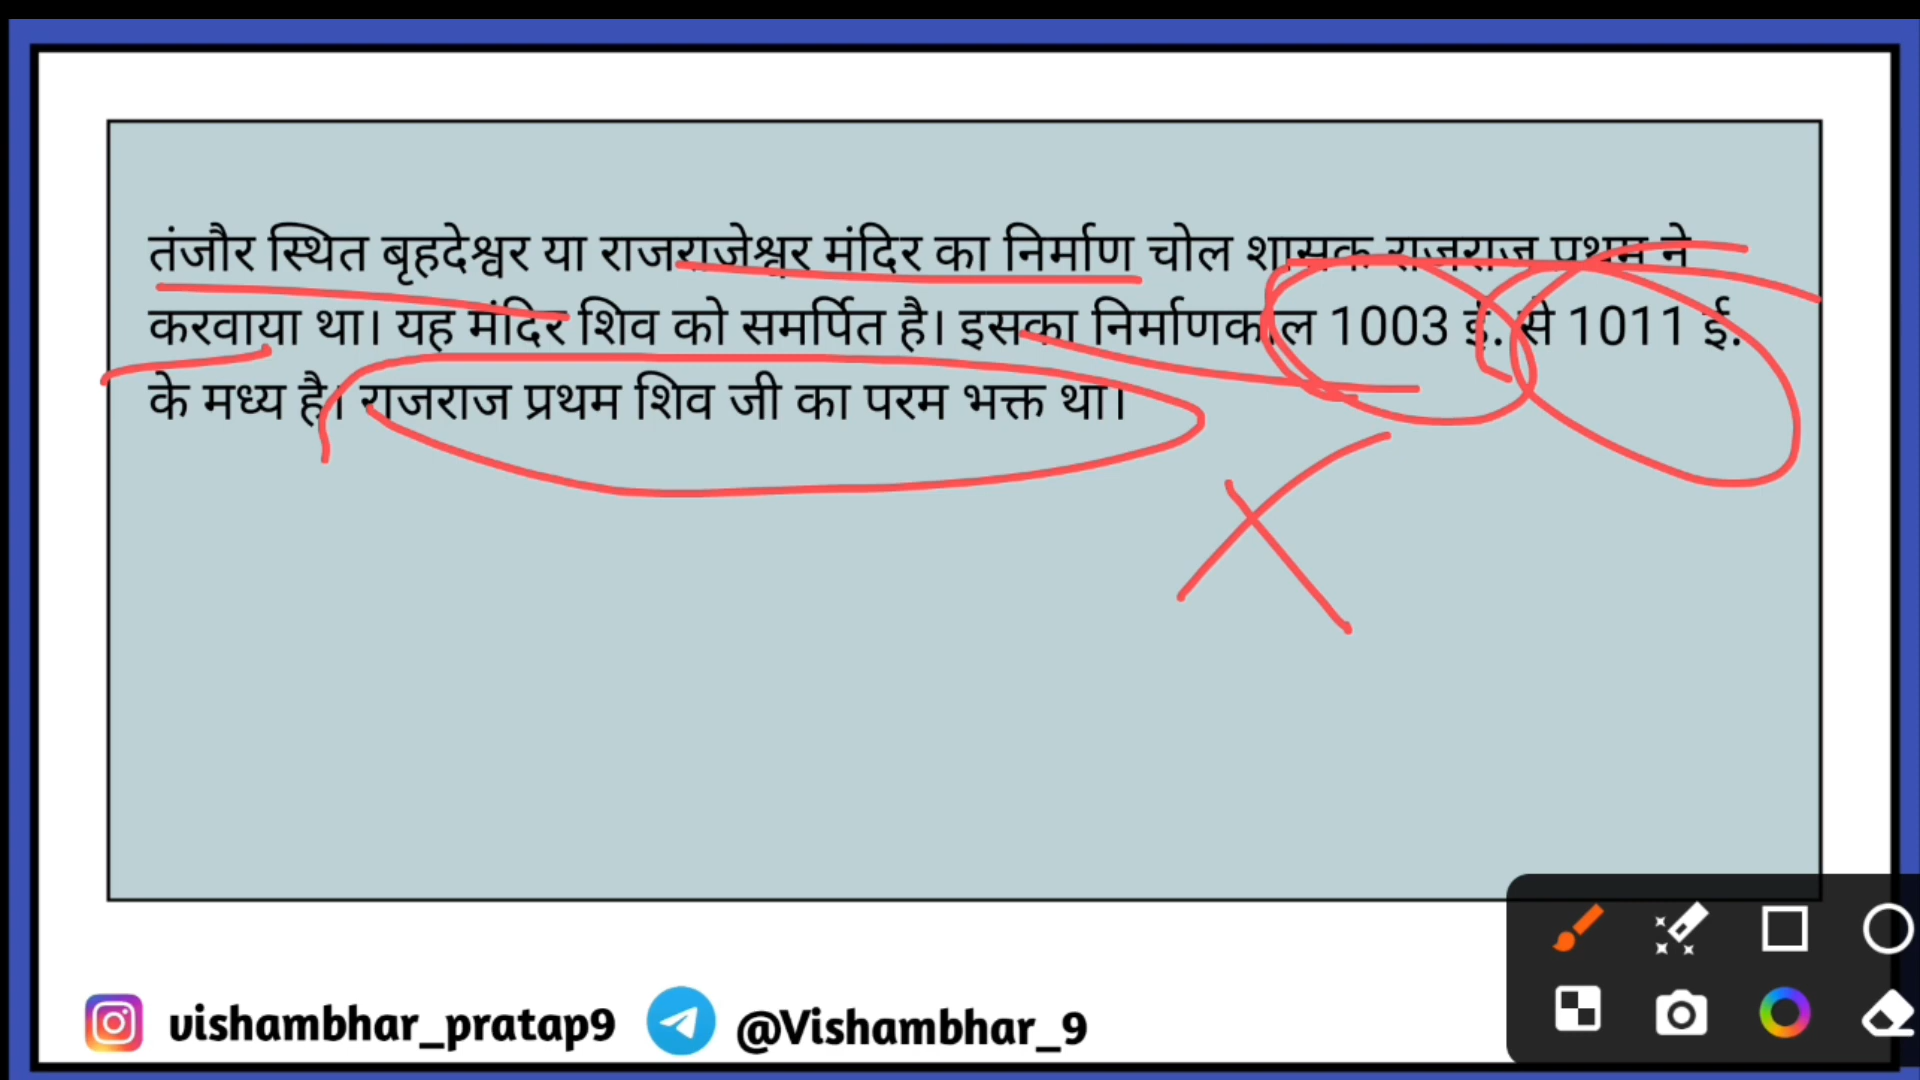 तंजौर स्थित बृहदेश्वर या राजराजेश्वर मंदिर का निर्माण चोल शासक राजराज प्रथम ने
करवाया था। यह मंदिर शिव को समर्पित है। इसका निर्माणकाल 1003 ई. से 1011 ई.
के मध्य है। राजराज प्रथम शिव जी का परम भक्त था।
vishambhar_pratap9 @Vishambhar_9